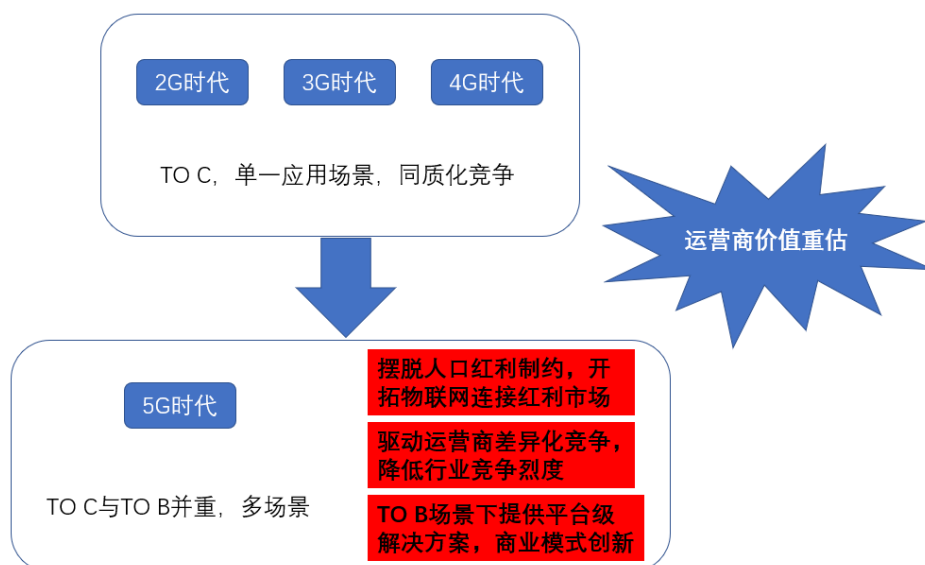 2G时代 3G时代 4G时代
TO C，单一应用场景，同质化竞争
运营商价值重估
5G时代
TO C与TO B并重，多场景
摆脱人口红利制约，开
拓物联网连接红利市场
驱动运营商差异化竞争，
降低行业竞争烈度
TO B场景下提供平台级
解决方案，商业模式创新